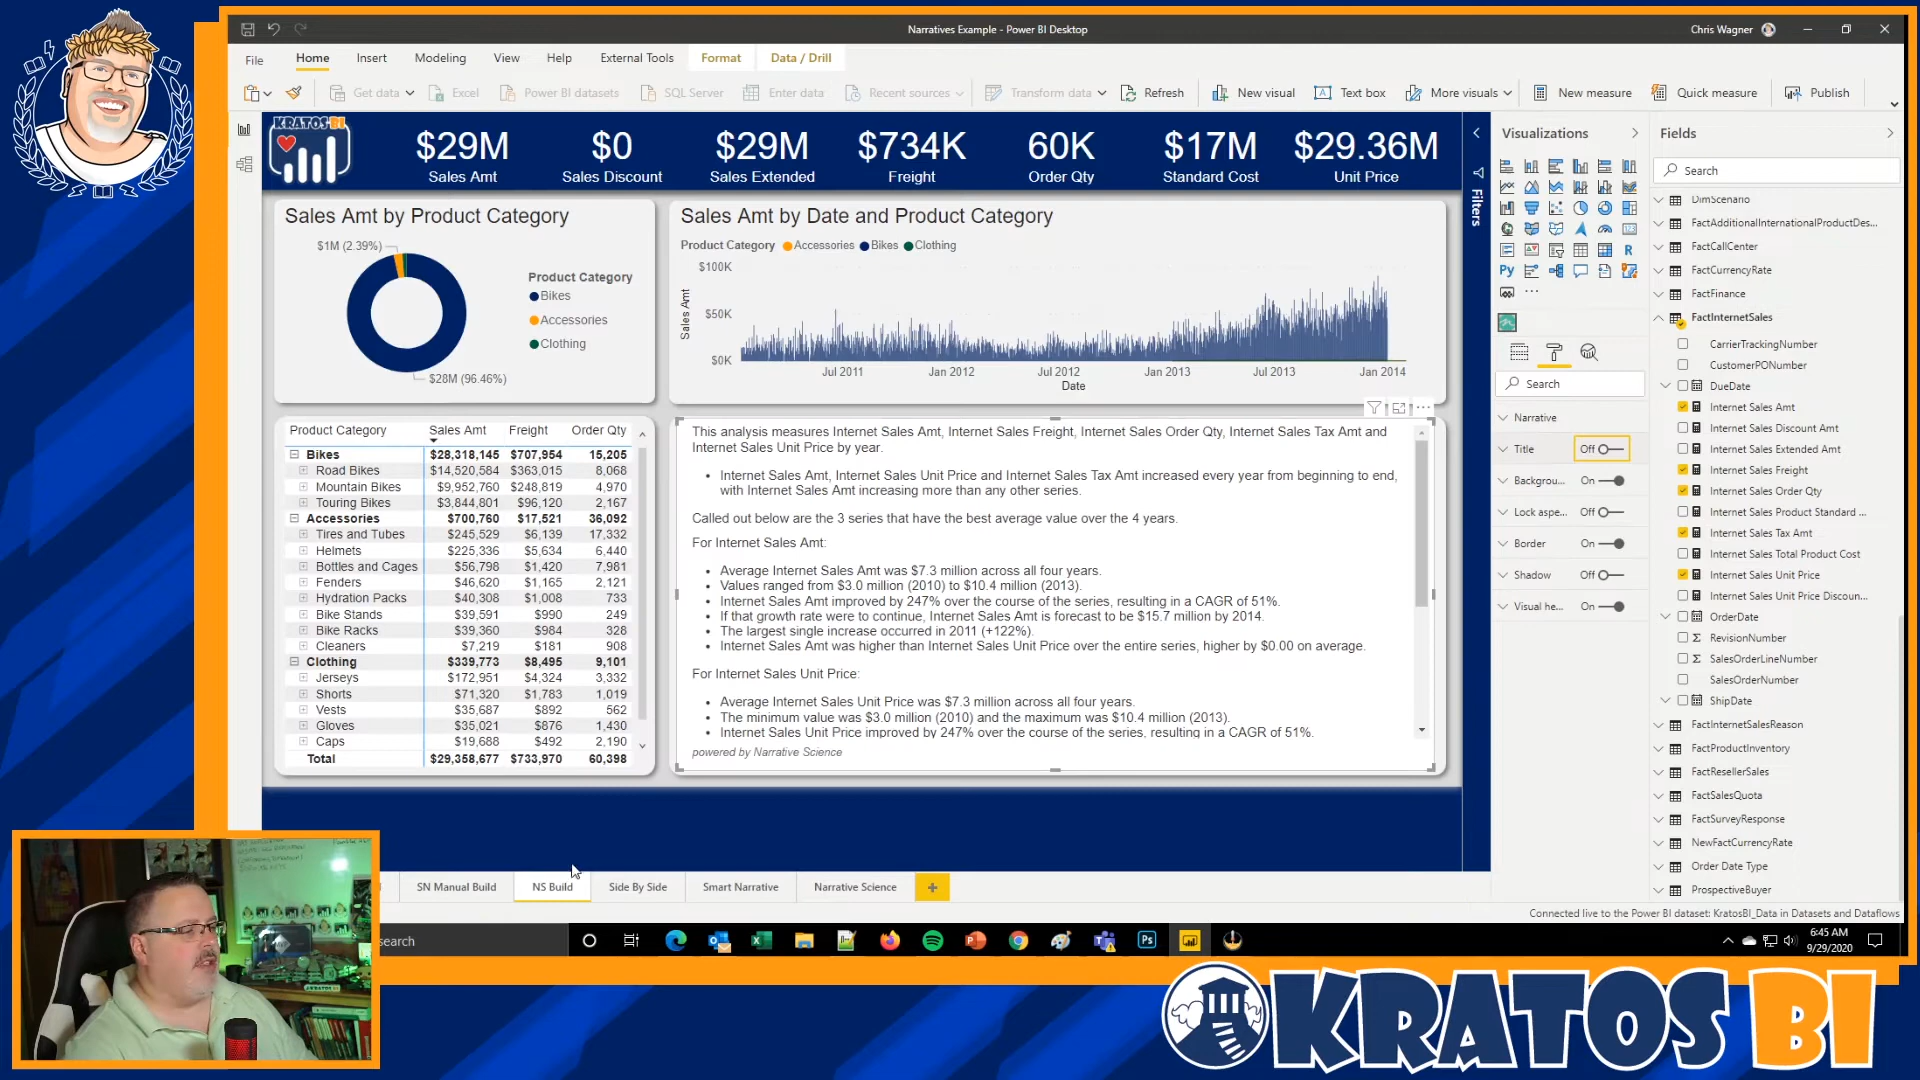 Narratives Example - Power BI Desktop
Chris Wagner
File Home Insert Modeling View Help External Tools Format Data / Drill
Get data Excel Power BI datasets SQL Server Enter data Recent sources Transform data Refresh New visual Text box More visuals New measure Quick measure Publish
KRATOS BI
$29M $0 $29M $734K 60K $17M $29.36M
Sales Amt Sales Discount Sales Extended Freight Order Qty Standard Cost Unit Price
Sales Amt by Product Category
$1M (2.39%)
Product Category
Bikes
Accessories
Clothing
$28M (96.46%)
Sales Amt by Date and Product Category
Product Category Accessories Bikes Clothing
$100K
$50K
$0K
Sales Amt
Jul 2011 Jan 2012 Jul 2012 Jan 2013 Jul 2013 Jan 2014
Date
Product Category Sales Amt Freight Order Qty
Bikes $28,318,145 $707,954 15,205
Road Bikes $14,520,584 $363,015 8,068
Mountain Bikes $9,952,760 $248,819 4,970
Touring Bikes $3,844,801 $96,120 2,167
Accessories $700,760 $17,521 36,092
Tires and Tubes $245,529 $6,139 17,332
Helmets $225,336 $5,634 6,440
Bottles and Cages $56,798 $1,420 7,981
Fenders $46,620 $1,165 2,121
Hydration Packs $40,308 $1,008 733
Bike Stands $39,591 $990 249
Bike Racks $39,360 $984 328
Cleaners $7,219 $181 908
Clothing $339,773 $8,495 9,101
Jerseys $172,951 $4,324 3,332
Shorts $71,320 $1,783 1,019
Vests $35,687 $892 562
Gloves $35,021 $876 1,430
Caps $19,688 $492 2,190
Total $29,358,677 $733,970 60,398
This analysis measures Internet Sales Amt, Internet Sales Freight, Internet Sales Order Qty, Internet Sales Tax Amt and
Internet Sales Unit Price by year.
• Internet Sales Amt, Internet Sales Unit Price and Internet Sales Tax Amt increased every year from beginning to end,
with Internet Sales Amt increasing more than any other series.
Called out below are the 3 series that have the best average value over the 4 years.
For Internet Sales Amt:
• Average Internet Sales Amt was $7.3 million across all four years.
• Values ranged from $3.0 million (2010) to $10.4 million (2013).
• Internet Sales Amt improved by 247% over the course of the series, resulting in a CAGR of 51%.
• If that growth rate were to continue, Internet Sales Amt is forecast to be $15.7 million by 2014.
• The largest single increase occurred in 2011 (+122%).
• Internet Sales Amt was higher than Internet Sales Unit Price over the entire series, higher by $0.00 on average.
For Internet Sales Unit Price:
• Average Internet Sales Unit Price was $7.3 million across all four years.
• The minimum value was $3.0 million (2010) and the maximum was $10.4 million (2013).
• Internet Sales Unit Price improved by 247% over the course of the series, resulting in a CAGR of 51%.
powered by Narrative Science
Filters
Visualizations
R
Py
Search
Narrative
Title Off
Backgrou... On
Lock aspe... Off
Border On
Shadow Off
Visual he... On
Fields
Search
DimScenario
FactAdditionalInternationalProductDes...
FactCallCenter
FactCurrencyRate
FactFinance
FactInternetSales
CarrierTrackingNumber
CustomerPONumber
DueDate
Internet Sales Amt
Internet Sales Discount Amt
Internet Sales Extended Amt
Internet Sales Freight
Internet Sales Order Qty
Internet Sales Product Standard ...
Internet Sales Tax Amt
Internet Sales Total Product Cost
Internet Sales Unit Price
Internet Sales Unit Price Discoun...
OrderDate
RevisionNumber
SalesOrderLineNumber
SalesOrderNumber
ShipDate
FactInternetSalesReason
FactProductInventory
FactResellerSales
FactSalesQuota
FactSurveyResponse
NewFactCurrencyRate
Order Date Type
ProspectiveBuyer
SN Manual Build NS Build Side By Side Smart Narrative Narrative Science +
Connected live to the Power BI dataset: KratosBI_Data in Datasets and Dataflows
search
Ps
6:45 AM
9/29/2020
KRATOS BI